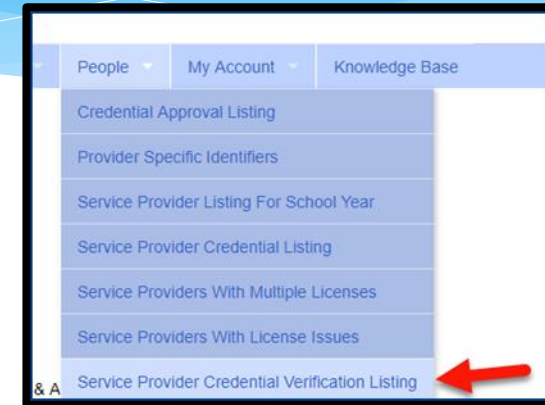 People My Account Knowledge Base
Credential Approval Listing
Provider Specific Identifiers
Service Provider Listing For School Year
Service Provider Credential Listing
Service Providers With Multiple Licenses
Service Providers With License Issues
& A Service Provider Credential Verification Listing